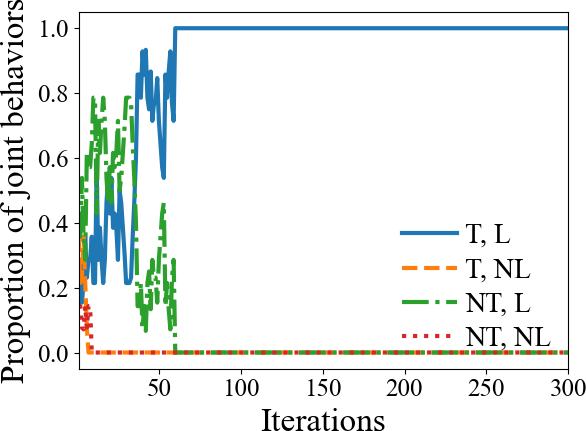 Proportion of joint behaviors
1.0
0.8
0.6
0.4
0.2
0.0
T, L
T, NL
NT, L
NT, NL
50 100 150 200 250 300
Iterations